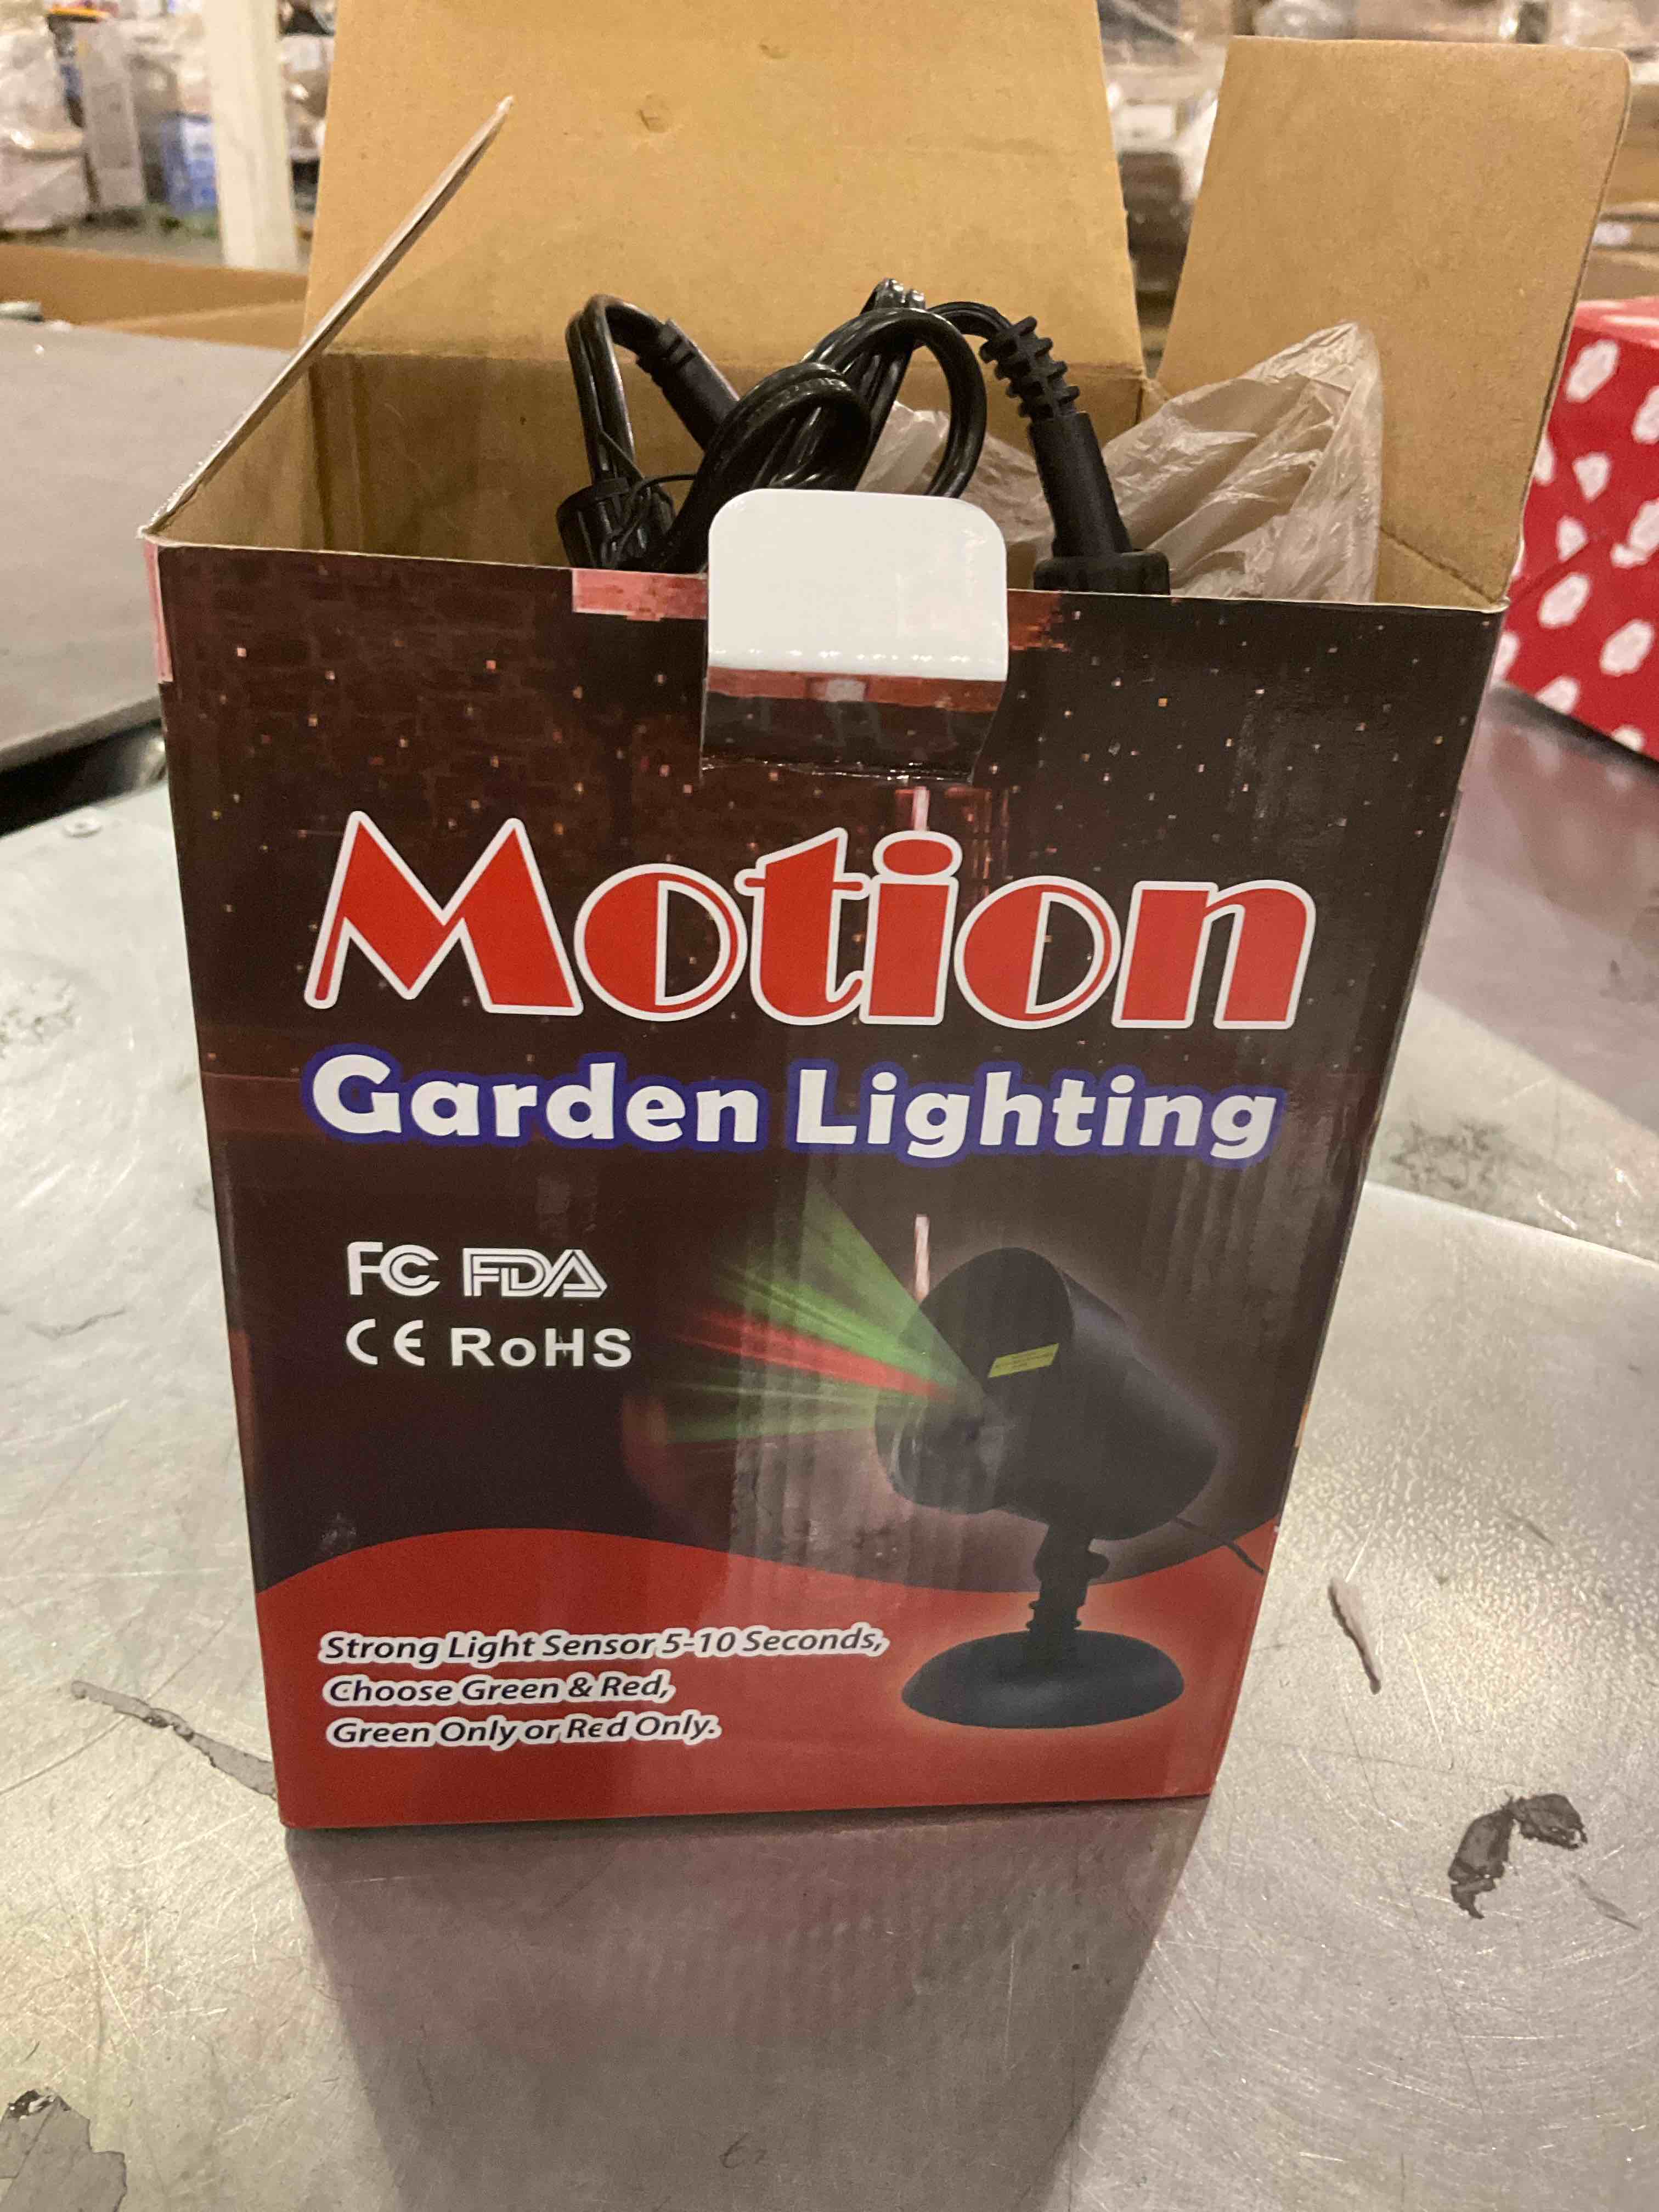 Motion
Garden Lighting
FC FDA
CE RoHS
Strong Light Sensor 5-10 Seconds,
Choose Green & Red,
Green Only or Red Only.